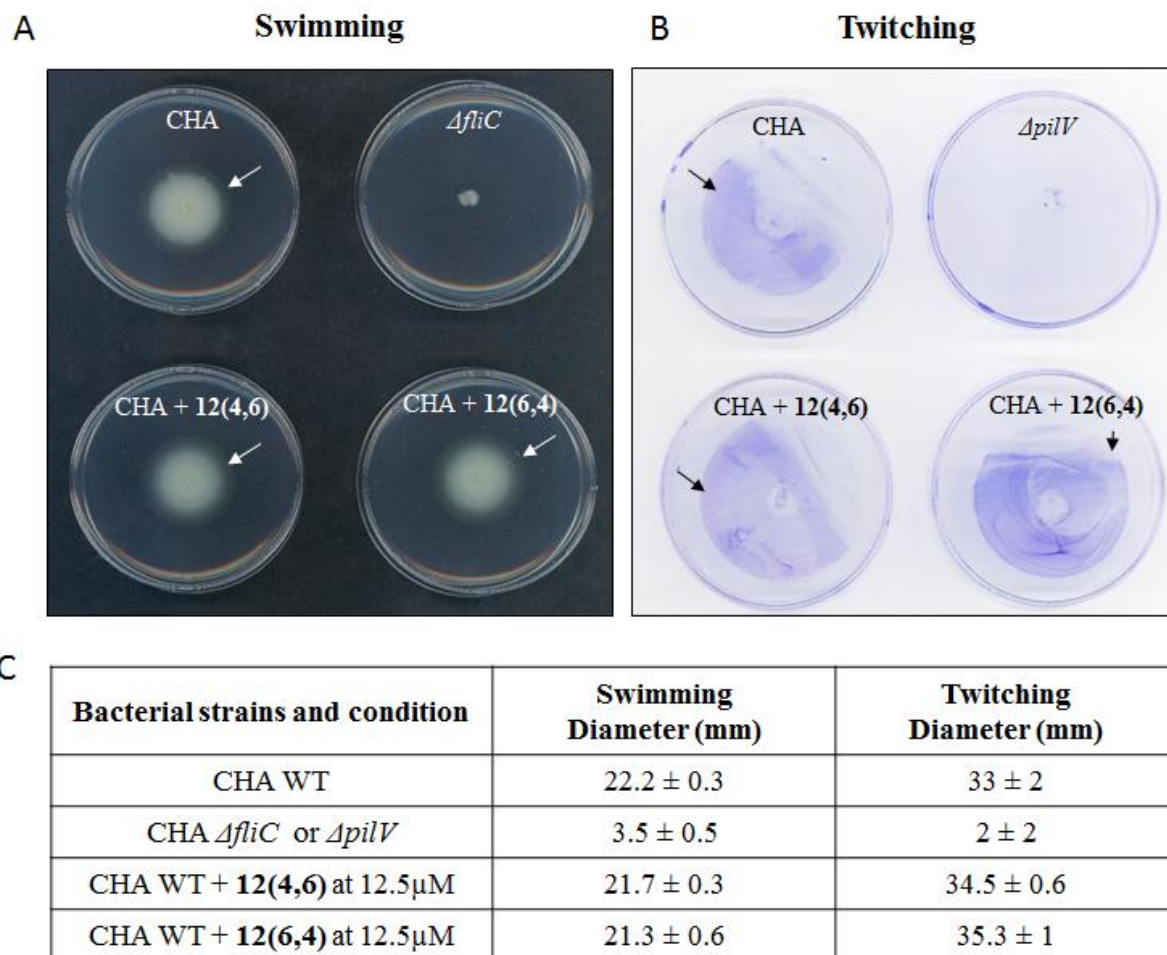 A Swimming
B Twitching
CHA ΔfliC
CHA ΔpilV
CHA + 12(4,6) CHA + 12(6,4)
CHA + 12(4,6) CHA + 12(6,4)
C
Bacterial strains and condition
Swimming
Diameter (mm)
Twitching
Diameter (mm)
CHA WT 22.2 ± 0.3 33 ± 2
CHA ΔfliC or ΔpilV 3.5 ± 0.5 2 ± 2
CHA WT + 12(4,6) at 12.5µM 21.7 ± 0.3 34.5 ± 0.6
CHA WT + 12(6,4) at 12.5µM 21.3 ± 0.6 35.3 ± 1